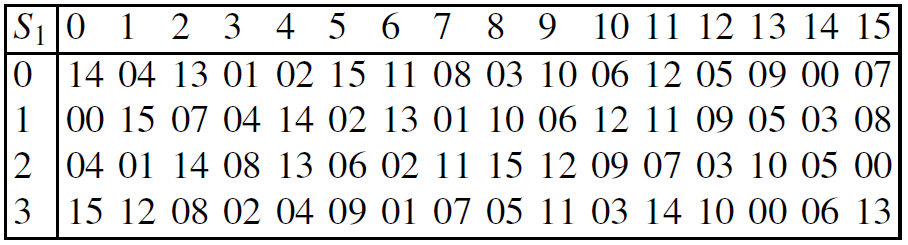 S1 0 1 2 3 4 5 6 7 8 9 10 11 12 13 14 15
0 14 04 13 01 02 15 11 08 03 10 06 12 05 09 00 07
1 00 15 07 04 14 02 13 01 10 06 12 11 09 05 03 08
2 04 01 14 08 13 06 02 11 15 12 09 07 03 10 05 00
3 15 12 08 02 04 09 01 07 05 11 03 14 10 00 06 13